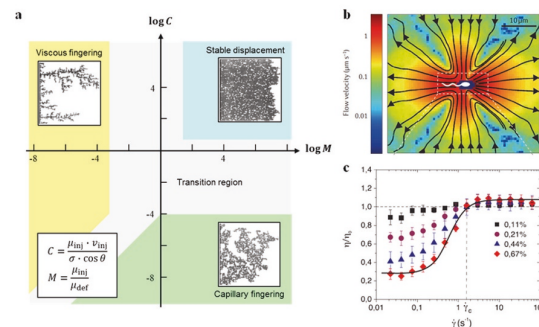 a
log C
Viscous fingering
Stable displacement
4
log M
-8
-4
4
Transition region
-4
-8
Capillary fingering
C = μinj · vinj / σ · cos θ
M = μinj / μdef
b
10 μm
Flow velocity (μm s⁻¹)
1
0.1
0.01
c
1,4
1,2
1,0
0,8
0,6
0,4
0,2
0,0
η/η₀
0,11%
0,21%
0,44%
0,67%
0,01
0,1
1
10
γ̇c
γ̇ (s⁻¹)